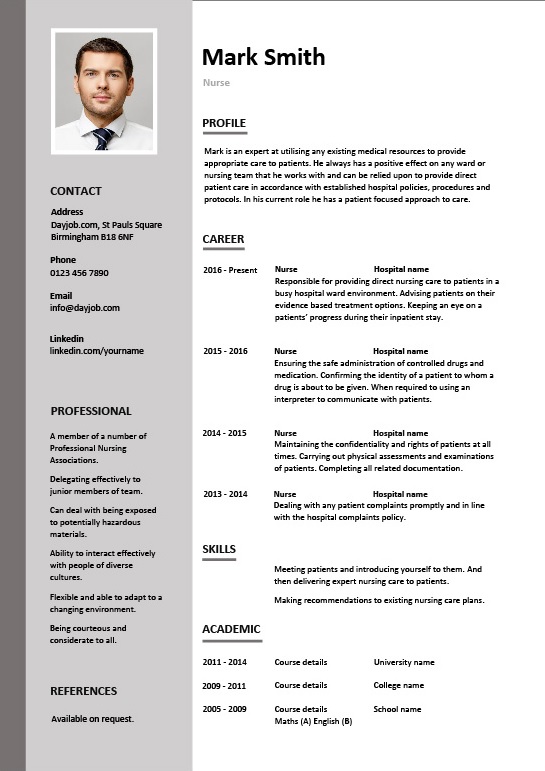 Mark Smith
Nurse
CONTACT
Address
Dayjob.com, St Pauls Square
Birmingham B18 6NF
Phone
0123 456 7890
Email
info@dayjob.com
Linkedin
linkedin.com/yourname
PROFESSIONAL
A member of a number of
Professional Nursing
Associations.
Delegating effectively to
junior members of team.
Can deal with being exposed
to potentially hazardous
materials.
Ability to interact effectively
with people of diverse
cultures.
Flexible and able to adapt to a
changing environment.
Being courteous and
considerate to all.
REFERENCES
Available on request.
PROFILE
Mark is an expert at utilising any existing medical resources to provide
appropriate care to patients. He always has a positive effect on any ward or
nursing team that he works with and can be relied upon to provide direct
patient care in accordance with established hospital policies, procedures and
protocols. In his current role he has a patient focused approach to care.
CAREER
2016 - Present Nurse Hospital name
Responsible for providing direct nursing care to patients in a
busy hospital ward environment. Advising patients on their
evidence based treatment options. Keeping an eye on a
patients' progress during their inpatient stay.
2015 - 2016 Nurse Hospital name
Ensuring the safe administration of controlled drugs and
medication. Confirming the identity of a patient to whom a
drug is about to be given. When required to using an
interpreter to communicate with patients.
2014 - 2015 Nurse Hospital name
Maintaining the confidentiality and rights of patients at all
times. Carrying out physical assessments and examinations
of patients. Completing all related documentation.
2013 - 2014 Nurse Hospital name
Dealing with any patient complaints promptly and in line
with the hospital complaints policy.
SKILLS
Meeting patients and introducing yourself to them. And
then delivering expert nursing care to patients.
Making recommendations to existing nursing care plans.
ACADEMIC
2011 - 2014 Course details University name
2009 - 2011 Course details College name
2005 - 2009 Course details School name
Maths (A) English (B)